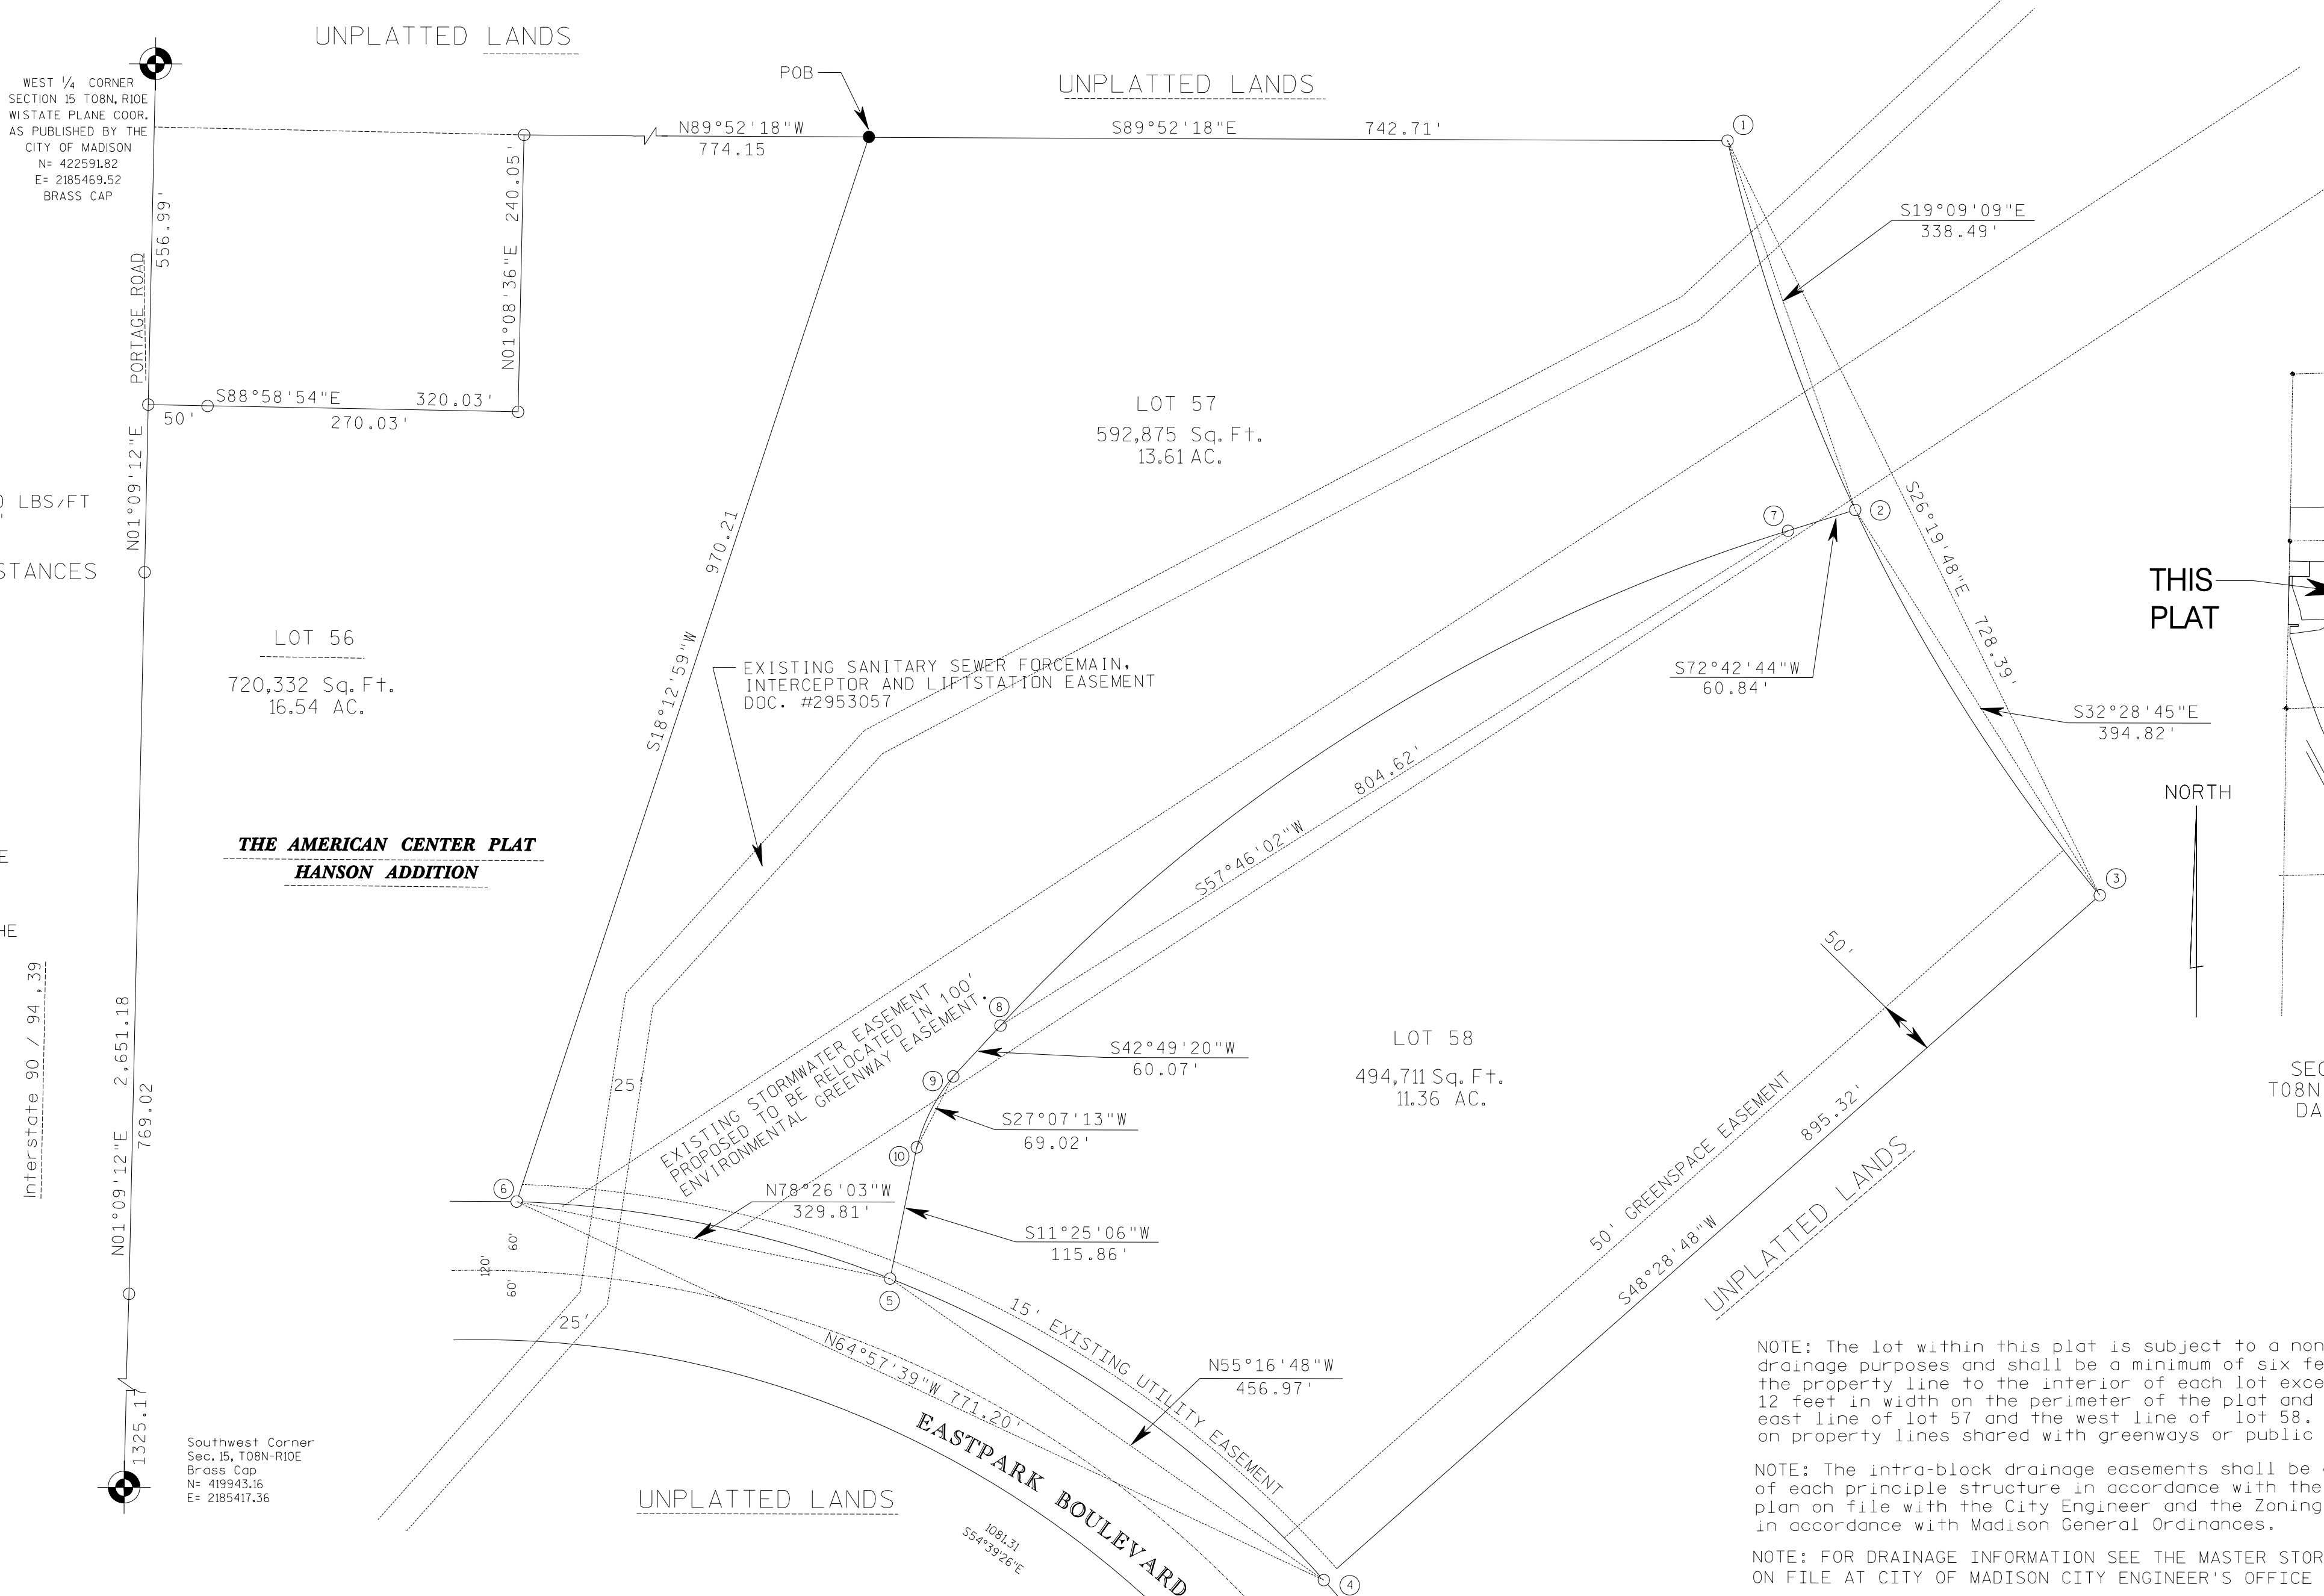 UNPLATTED LANDS
WEST 1/4 CORNER
SECTION 15 T08N, R10E
WI STATE PLANE COOR.
AS PUBLISHED BY THE
CITY OF MADISON
N= 422591.82
E= 2185469.52
BRASS CAP
POB
UNPLATTED LANDS
N89°52'18"W
774.15
S89°52'18"E 742.71'
1
556.99'
PORTAGE ROAD
N01°08'36"E 240.05'
S19°09'09"E
338.49'
S88°58'54"E 320.03'
50'
270.03'
N01°09'12"E
LOT 57
592,875 Sq. Ft.
13.61 AC.
LBS/FT
STANCES
970.21
S18°12'59"W
7
2
S26°19'48"E 728.39'
THIS
PLAT
LOT 56
720,332 Sq. Ft.
16.54 AC.
EXISTING SANITARY SEWER FORCEMAIN,
INTERCEPTOR AND LIFTSTATION EASEMENT
DOC. #2953057
S72°42'44"W
60.84'
S32°28'45"E
394.82'
804.62'
S57°46'02"W
NORTH
THE AMERICAN CENTER PLAT
HANSON ADDITION
E
3
HE
50'
Interstate 90 / 94 , 39
N01°09'12"E 2,651.18
769.02
EXISTING STORMWATER EASEMENT
PROPOSED TO BE RELOCATED IN 100'
ENVIRONMENTAL GREENWAY EASEMENT.
8
S42°49'20"W
60.07'
LOT 58
494,711 Sq. Ft.
11.36 AC.
25'
9
S27°07'13"W
69.02'
10
SEC
T08N
DA
50' GREENSPACE EASEMENT
895.32'
S48°28'48"W
UNPLATTED LANDS
6
N78°26'03"W
329.81'
S11°25'06"W
115.86'
60'
120'
60'
5
25'
15' EXISTING UTILITY EASEMENT
N64°57'39"W 771.20'
N55°16'48"W
456.97'
EASTPARK BOULEVARD
1325.17
Southwest Corner
Sec. 15, T08N-R10E
Brass Cap
N= 419943.16
E= 2185417.36
UNPLATTED LANDS
1081.31
S54°39'26"E
4
NOTE: The lot within this plat is subject to a non
drainage purposes and shall be a minimum of six fe
the property line to the interior of each lot exce
12 feet in width on the perimeter of the plat and
east line of lot 57 and the west line of lot 58.
on property lines shared with greenways or public
NOTE: The intra-block drainage easements shall be
of each principle structure in accordance with the
plan on file with the City Engineer and the Zoning
in accordance with Madison General Ordinances.
NOTE: FOR DRAINAGE INFORMATION SEE THE MASTER STOR
ON FILE AT CITY OF MADISON CITY ENGINEER'S OFFICE